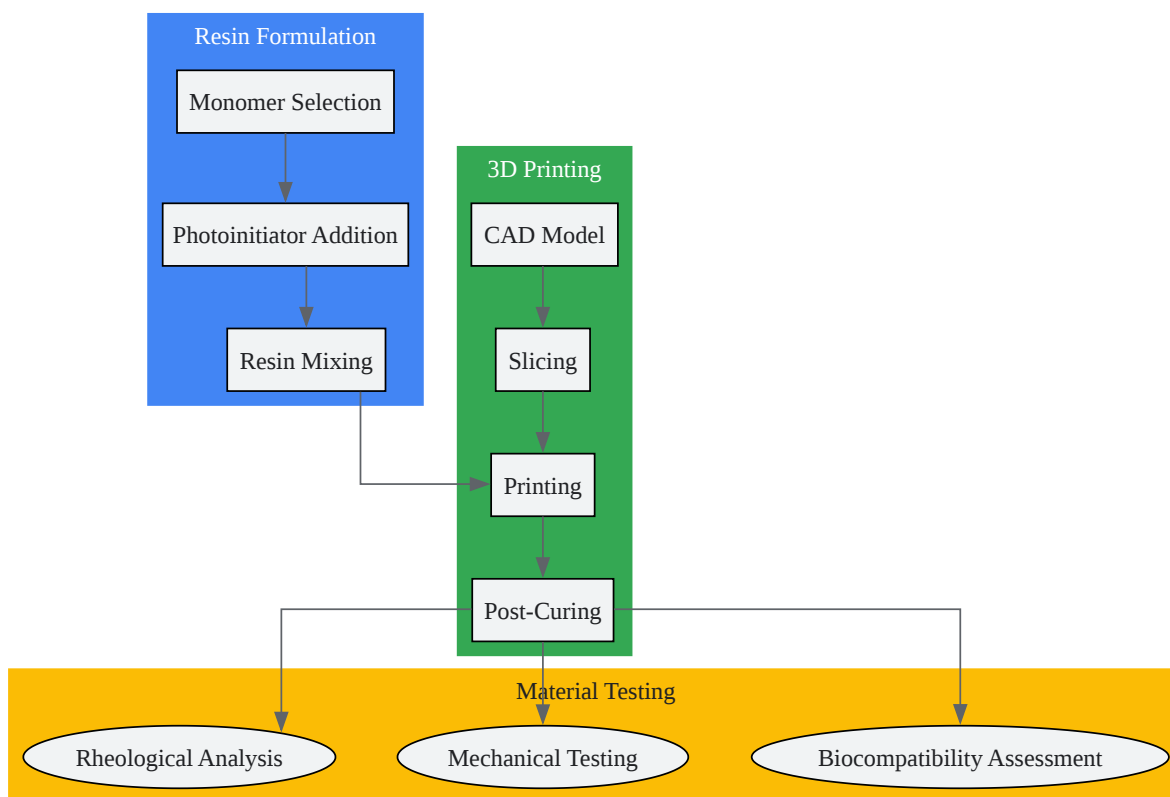 Resin Formulation
Monomer Selection
Photoinitiator Addition
Resin Mixing
3D Printing
CAD Model
Slicing
Printing
Post-Curing
Material Testing
Rheological Analysis
Mechanical Testing
Biocompatibility Assessment